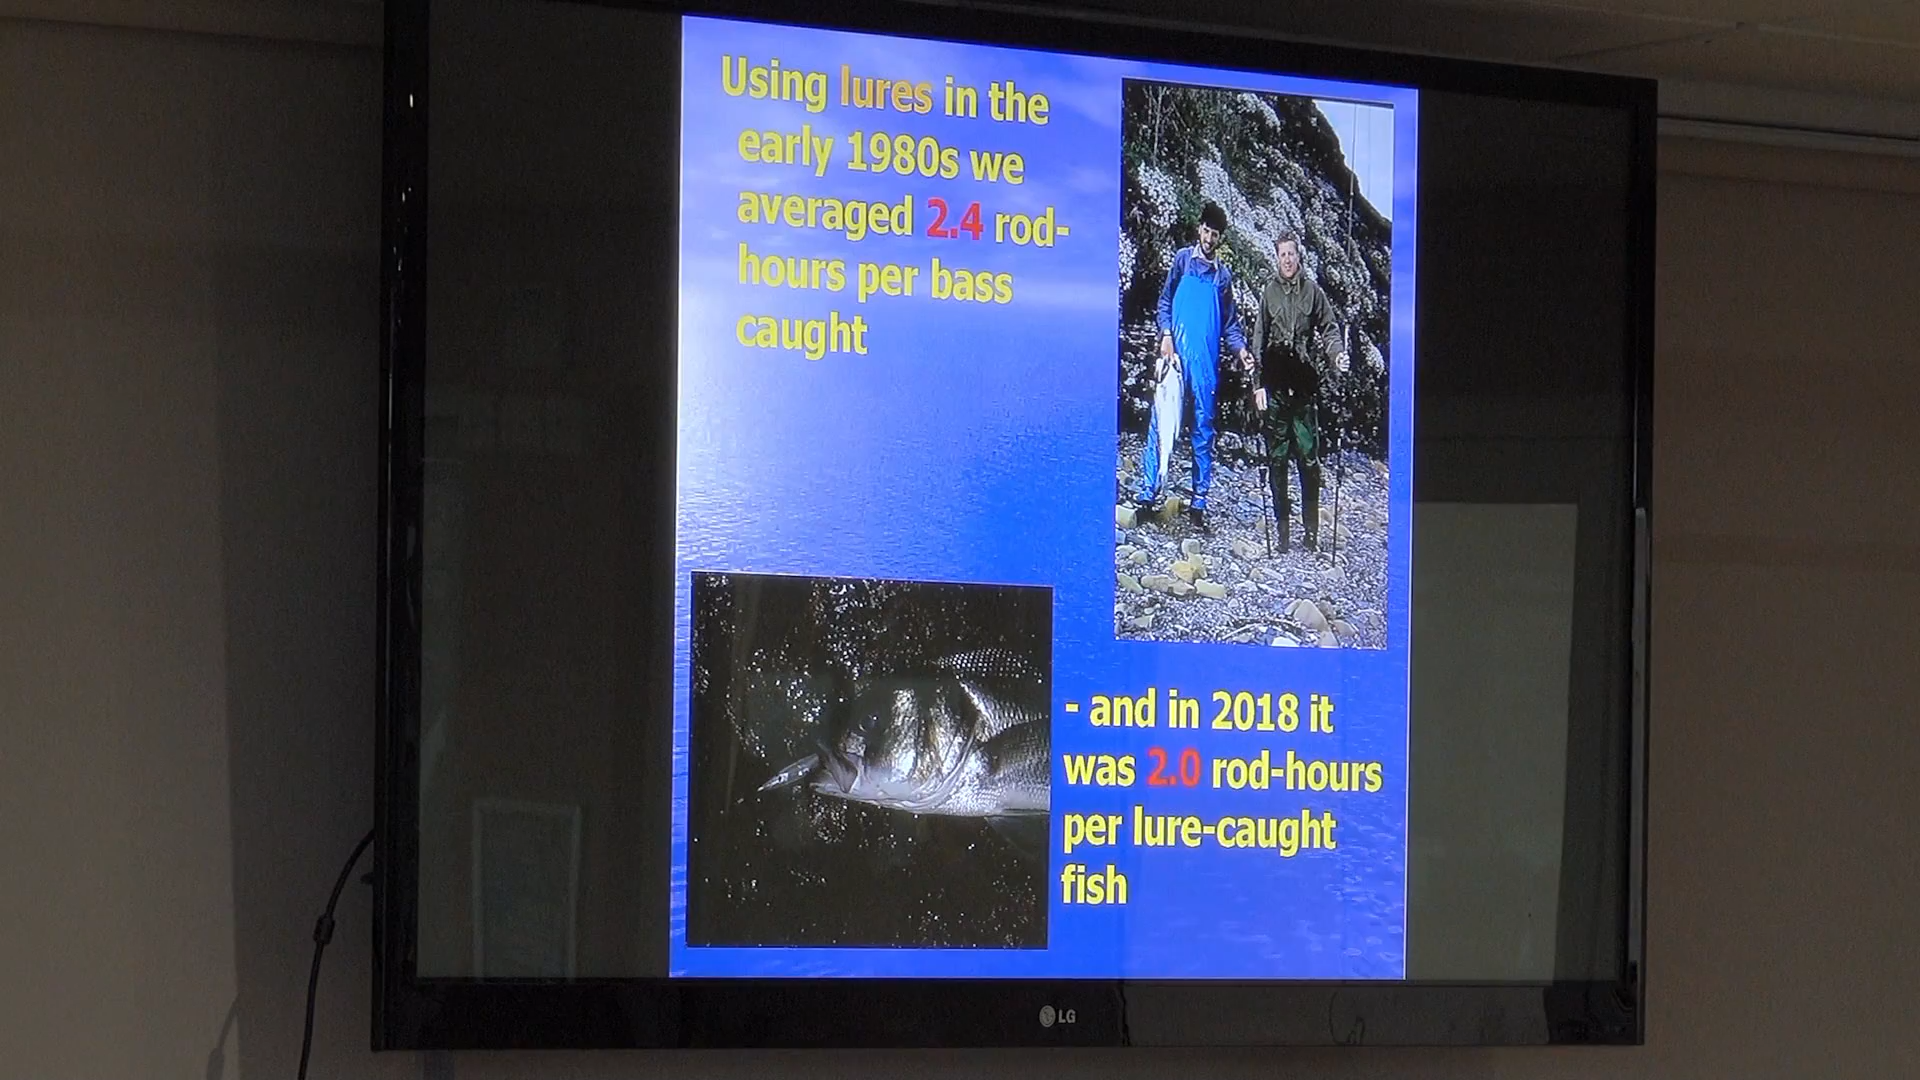 Using lures in the
early 1980s we
averaged 2.4 rod-
hours per bass
caught
- and in 2018 it
was 2.0 rod-hours
per lure-caught
fish
LG